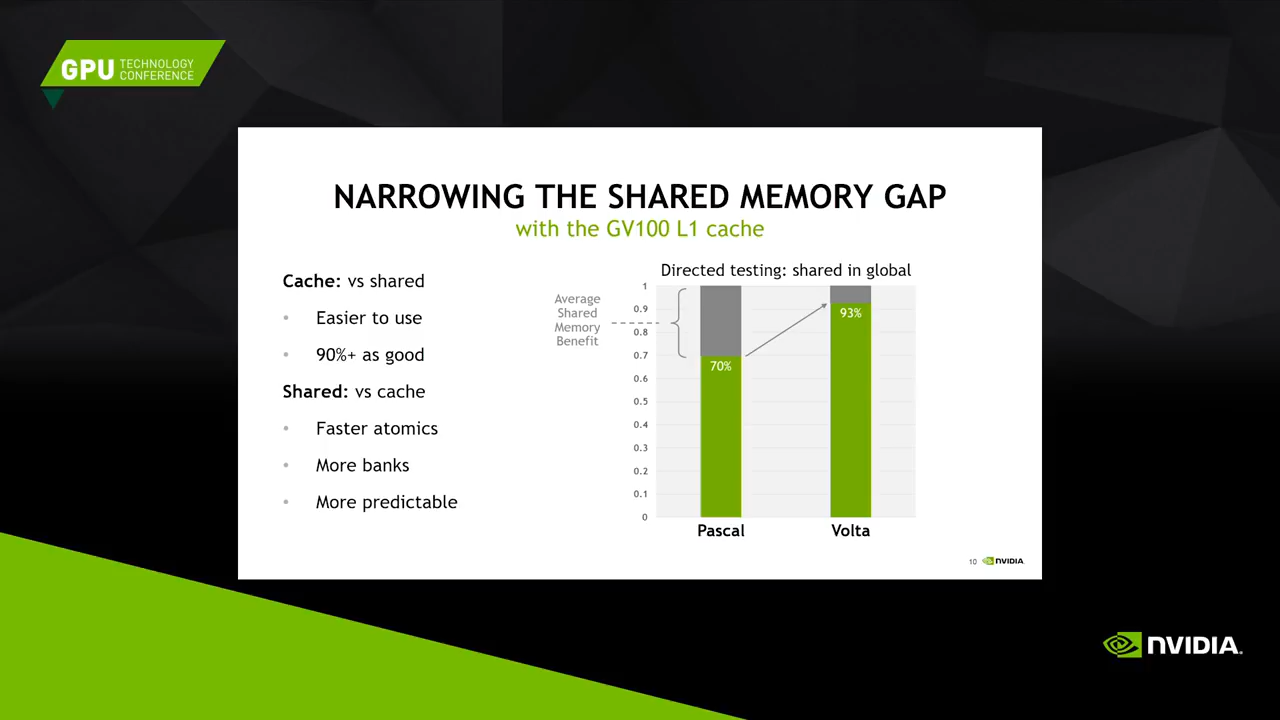 GPU TECHNOLOGY
CONFERENCE
NARROWING THE SHARED MEMORY GAP
with the GV100 L1 cache
Cache: vs shared
• Easier to use
• 90%+ as good
Shared: vs cache
• Faster atomics
• More banks
• More predictable
Directed testing: shared in global
Average
Shared
Memory
Benefit
1
0.9
0.8
0.7
0.6
0.5
0.4
0.3
0.2
0.1
0
70%
93%
Pascal
Volta
10 NVIDIA
NVIDIA.